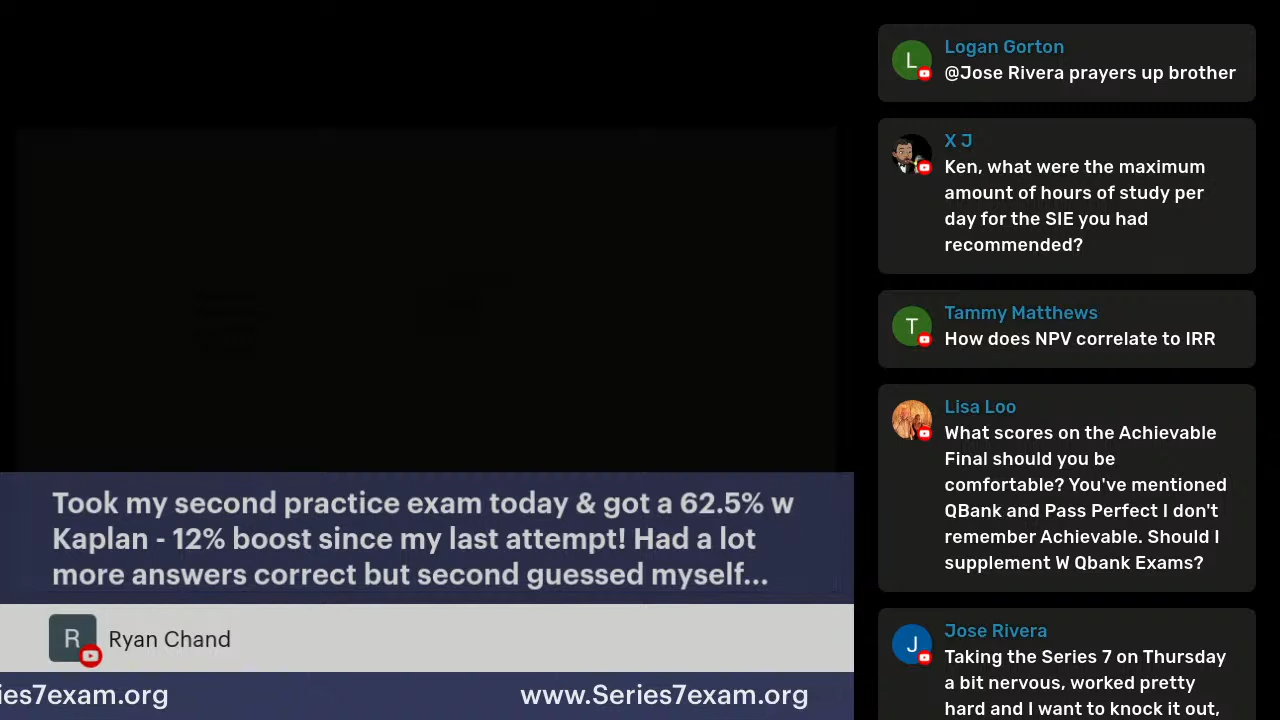 Took my second practice exam today & got a 62.5% w
Kaplan - 12% boost since my last attempt! Had a lot
more answers correct but second guessed myself...
R
Ryan Chand
ies7exam.org
www.Series7exam.org
L
Logan Gorton
@Jose Rivera prayers up brother
X J
Ken, what were the maximum
amount of hours of study per
day for the SIE you had
recommended?
T
Tammy Matthews
How does NPV correlate to IRR
Lisa Loo
What scores on the Achievable
Final should you be
comfortable? You've mentioned
QBank and Pass Perfect I don't
remember Achievable. Should I
supplement W Qbank Exams?
J
Jose Rivera
Taking the Series 7 on Thursday
a bit nervous, worked pretty
hard and I want to knock it out,